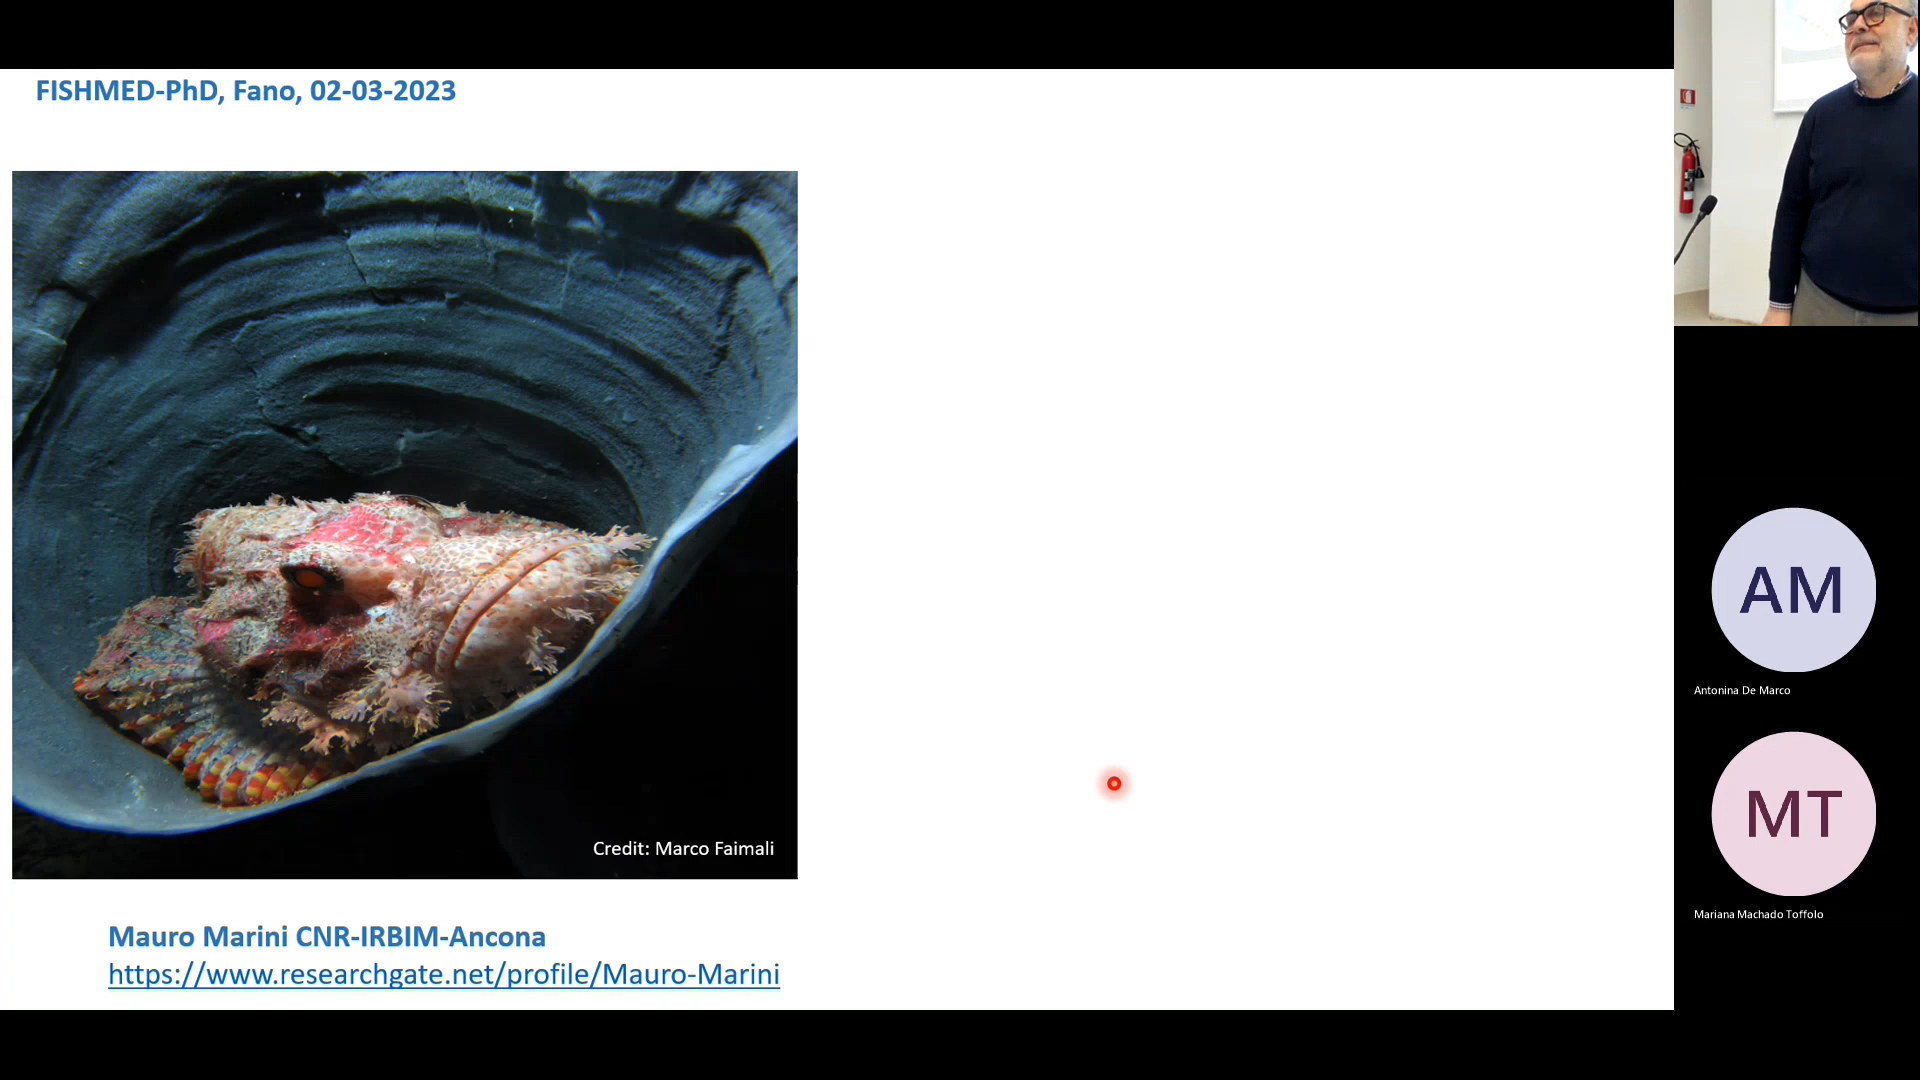 FISHMED-PhD, Fano, 02-03-2023
Credit: Marco Faimali
Mauro Marini CNR-IRBIM-Ancona
https://www.researchgate.net/profile/Mauro-Marini
AM
Antonina De Marco
MT
Mariana Machado Toffolo